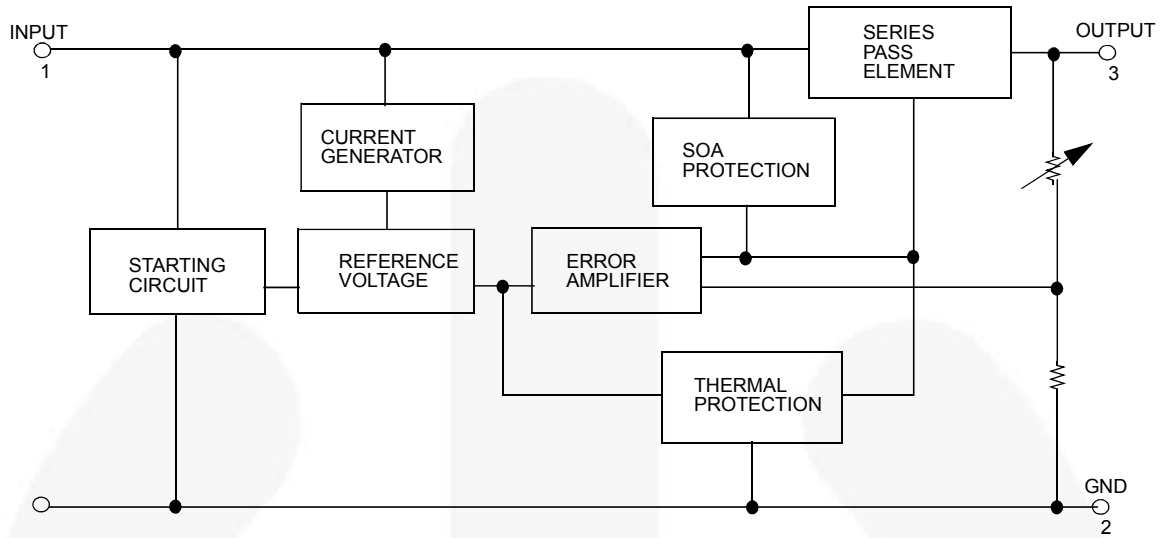 INPUT
1
SERIES
PASS
ELEMENT
OUTPUT
3
CURRENT
GENERATOR
SOA
PROTECTION
STARTING
CIRCUIT
REFERENCE
VOLTAGE
ERROR
AMPLIFIER
THERMAL
PROTECTION
GND
2